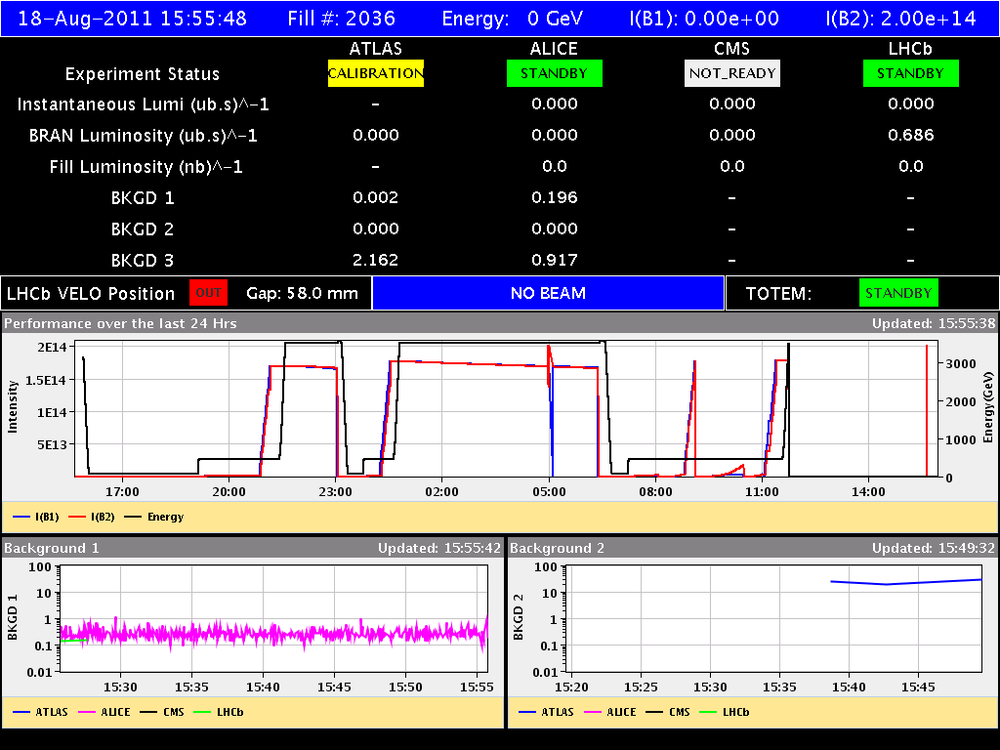 18-Aug-2011 15:55:48 Fill #: 2036 Energy: 0 GeV I(B1): 0.00e+00 I(B2): 2.00e+14
ATLAS ALICE CMS LHCb
Experiment Status CALIBRATION STANDBY NOT_READY STANDBY
Instantaneous Lumi (ub.s)^-1 - 0.000 0.000 0.000
BRAN Luminosity (ub.s)^-1 0.000 0.000 0.000 0.686
Fill Luminosity (nb)^-1 - 0.0 0.0 0.0
BKGD 1 0.002 0.196 - -
BKGD 2 0.000 0.000 - -
BKGD 3 2.162 0.917 - -
LHCb VELO Position OUT Gap: 58.0 mm NO BEAM TOTEM: STANDBY
Performance over the last 24 Hrs Updated: 15:55:38
2E14
1.5E14
1E14
5E13
Intensity
3000
2000
1000
0
Energy(GeV)
17:00 20:00 23:00 02:00 05:00 08:00 11:00 14:00
I(B1) I(B2) Energy
Background 1 Updated: 15:55:42
BKGD 1
100
10
1
0.1
0.01
15:30 15:35 15:40 15:45 15:50 15:55
ATLAS ALICE CMS LHCb
Background 2 Updated: 15:49:32
BKGD 2
100
10
1
0.1
0.01
15:20 15:25 15:30 15:35 15:40 15:45
ATLAS ALICE CMS LHCb